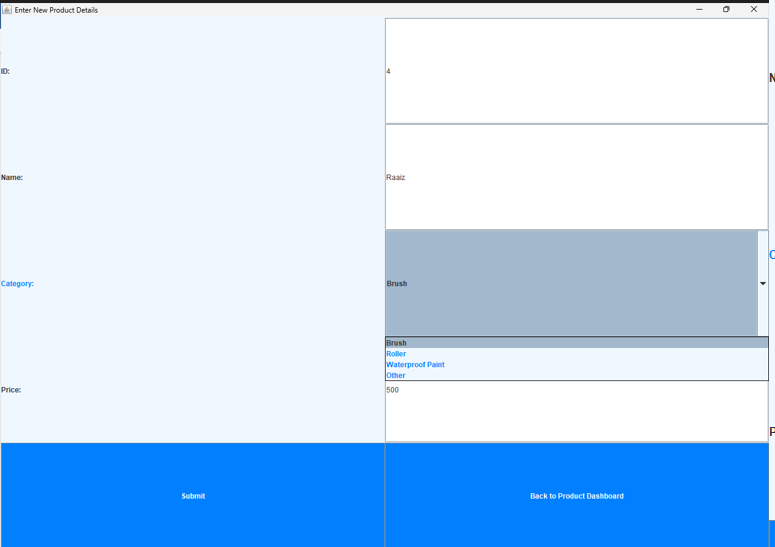 Enter New Product Details
ID:
4
Name:
Raaiz
Category:
Brush
Brush
Roller
Waterproof Paint
Other
Price:
500
Submit
Back to Product Dashboard